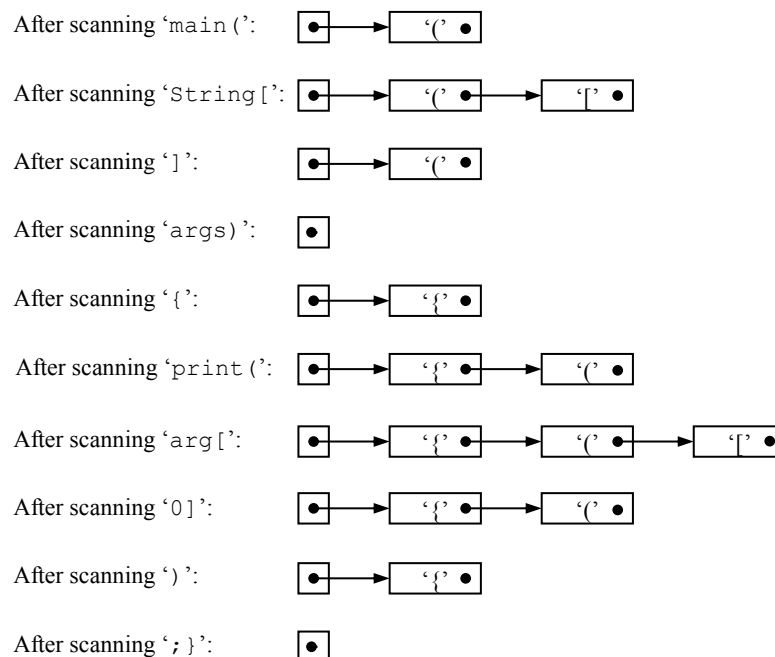 After scanning ‘main(’: ‘(’
After scanning ‘String[’: ‘(’ ‘[’
After scanning ‘]’: ‘(’
After scanning ‘args)’:
After scanning ‘{’: ‘{’
After scanning ‘print(’: ‘{’ ‘(’
After scanning ‘arg[’: ‘{’ ‘(’ ‘[’
After scanning ‘0]’: ‘{’ ‘(’
After scanning ‘)’: ‘{’
After scanning ‘;}’: